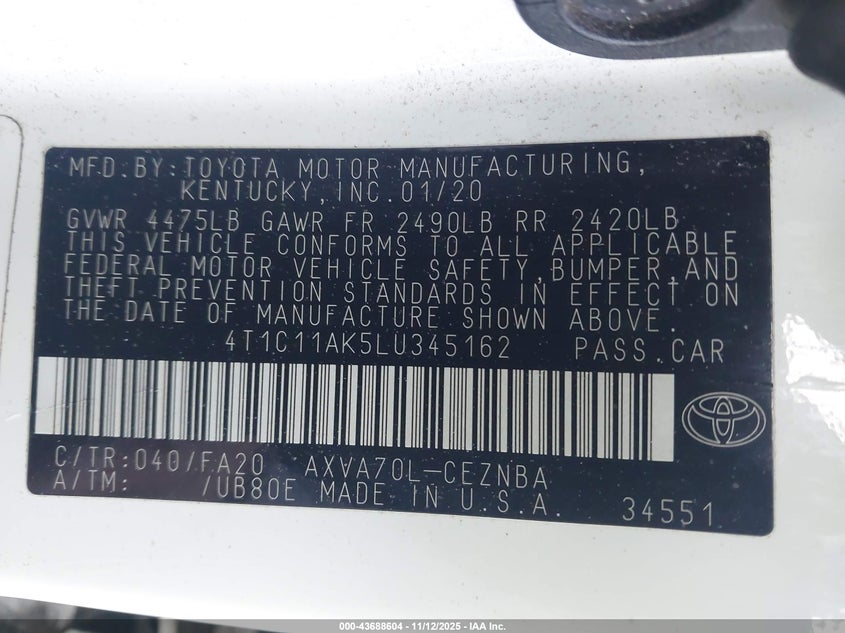 MFD.BY:TOYOTA MOTOR MANUFACTURING,
KENTUCKY,INC.01/20
GVWR 4475LB GAWR FR 2490LB RR 2420LB
THIS VEHICLE CONFORMS TO ALL APPLICABLE
FEDERAL MOTOR VEHICLE SAFETY,BUMPER,AND
THEFT PREVENTION STANDARDS IN EFFECT ON
THE DATE OF MANUFACTURE SHOWN ABOVE.
4T1C11AK5LU345162 PASS.CAR
C/TR:040/FA20 AXVA70L-CEZNBA
A/TM: /UB80E MADE IN U.S.A. 34551
000-43688604 - 11/12/2025 - IAA Inc.